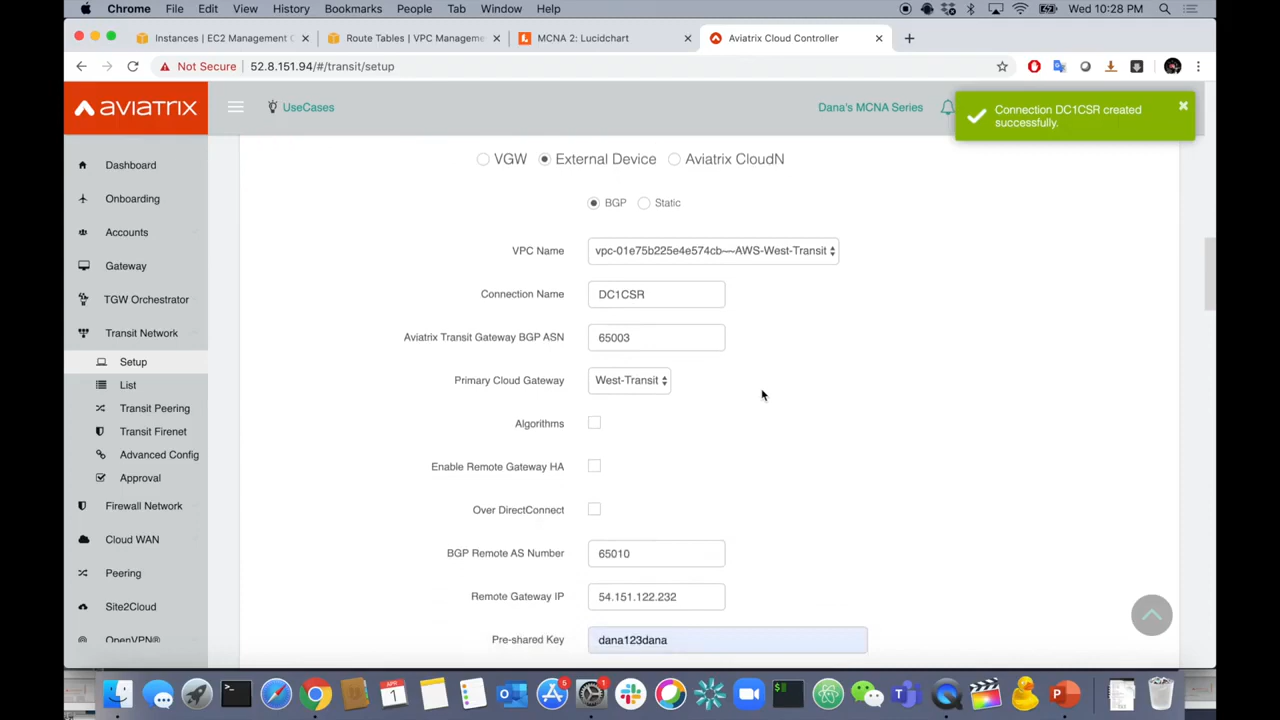 Chrome File Edit View History Bookmarks People Tab Window Help Wed 10:28 PM
Instances | EC2 Management C
Route Tables | VPC Manageme
MCNA 2: Lucidchart
Aviatrix Cloud Controller
Not Secure 52.8.151.94/#/transit/setup
aviatrix
UseCases
Dana's MCNA Series
Connection DC1CSR created
successfully.
Dashboard
Onboarding
Accounts
Gateway
TGW Orchestrator
Transit Network
Setup
List
Transit Peering
Transit Firenet
Advanced Config
Approval
Firewall Network
Cloud WAN
Peering
Site2Cloud
OpenVPN®
VGW External Device Aviatrix CloudN
BGP Static
VPC Name vpc-01e75b225e4e574cb~~AWS-West-Transit
Connection Name DC1CSR
Aviatrix Transit Gateway BGP ASN 65003
Primary Cloud Gateway West-Transit
Algorithms
Enable Remote Gateway HA
Over DirectConnect
BGP Remote AS Number 65010
Remote Gateway IP 54.151.122.232
Pre-shared Key dana123dana
APR
1
5
1